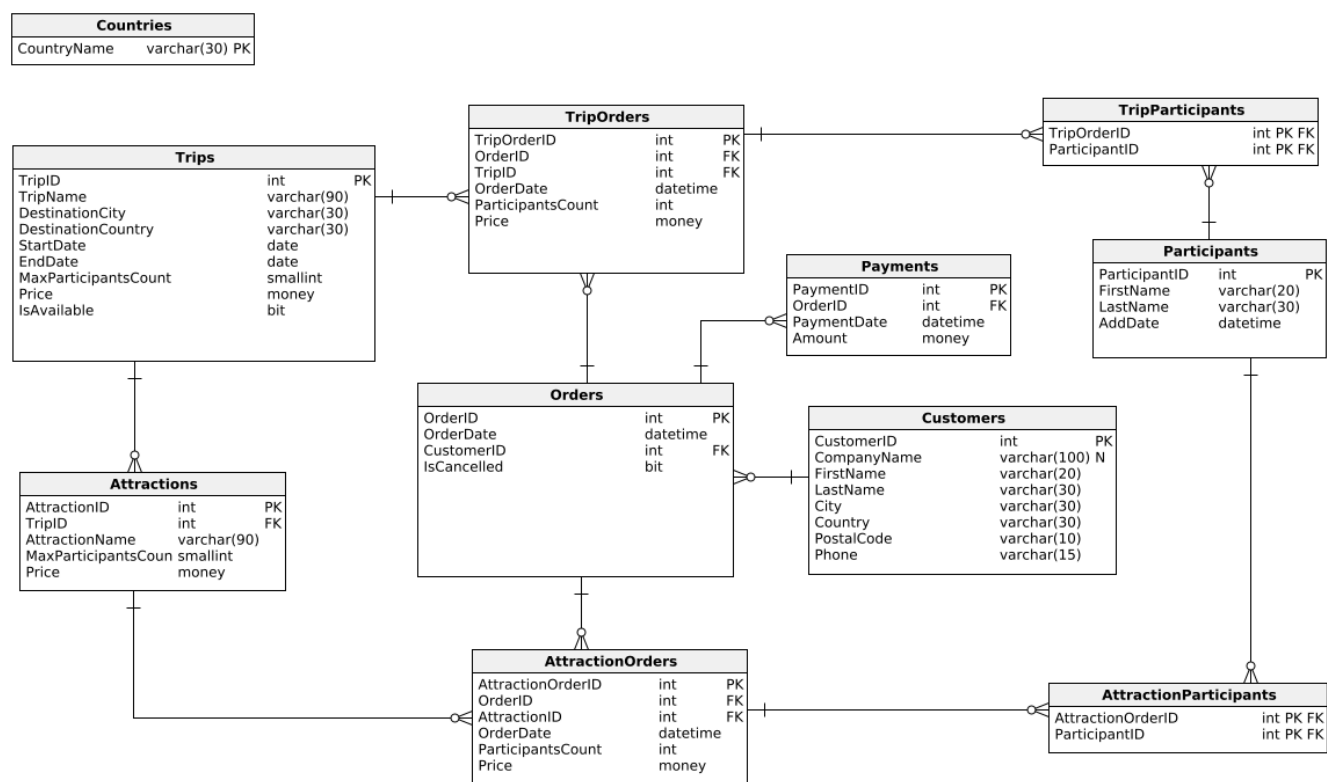 Countries
CountryName varchar(30) PK
TripOrders
TripOrderID int PK
OrderID int FK
TripID int FK
OrderDate datetime
ParticipantsCount int
Price money
TripParticipants
TripOrderID int PK FK
ParticipantID int PK FK
Trips
TripID int PK
TripName varchar(90)
DestinationCity varchar(30)
DestinationCountry varchar(30)
StartDate date
EndDate date
MaxParticipantsCount smallint
Price money
IsAvailable bit
Participants
ParticipantID int PK
FirstName varchar(20)
LastName varchar(30)
AddDate datetime
Payments
PaymentID int PK
OrderID int FK
PaymentDate datetime
Amount money
Orders
OrderID int PK
OrderDate datetime
CustomerID int FK
IsCancelled bit
Customers
CustomerID int PK
CompanyName varchar(100) N
FirstName varchar(20)
LastName varchar(30)
City varchar(30)
Country varchar(30)
PostalCode varchar(10)
Phone varchar(15)
Attractions
AttractionID int PK
TripID int FK
AttractionName varchar(90)
MaxParticipantsCoun smallint
Price money
AttractionOrders
AttractionOrderID int PK
OrderID int FK
AttractionID int FK
OrderDate datetime
ParticipantsCount int
Price money
AttractionParticipants
AttractionOrderID int PK FK
ParticipantID int PK FK